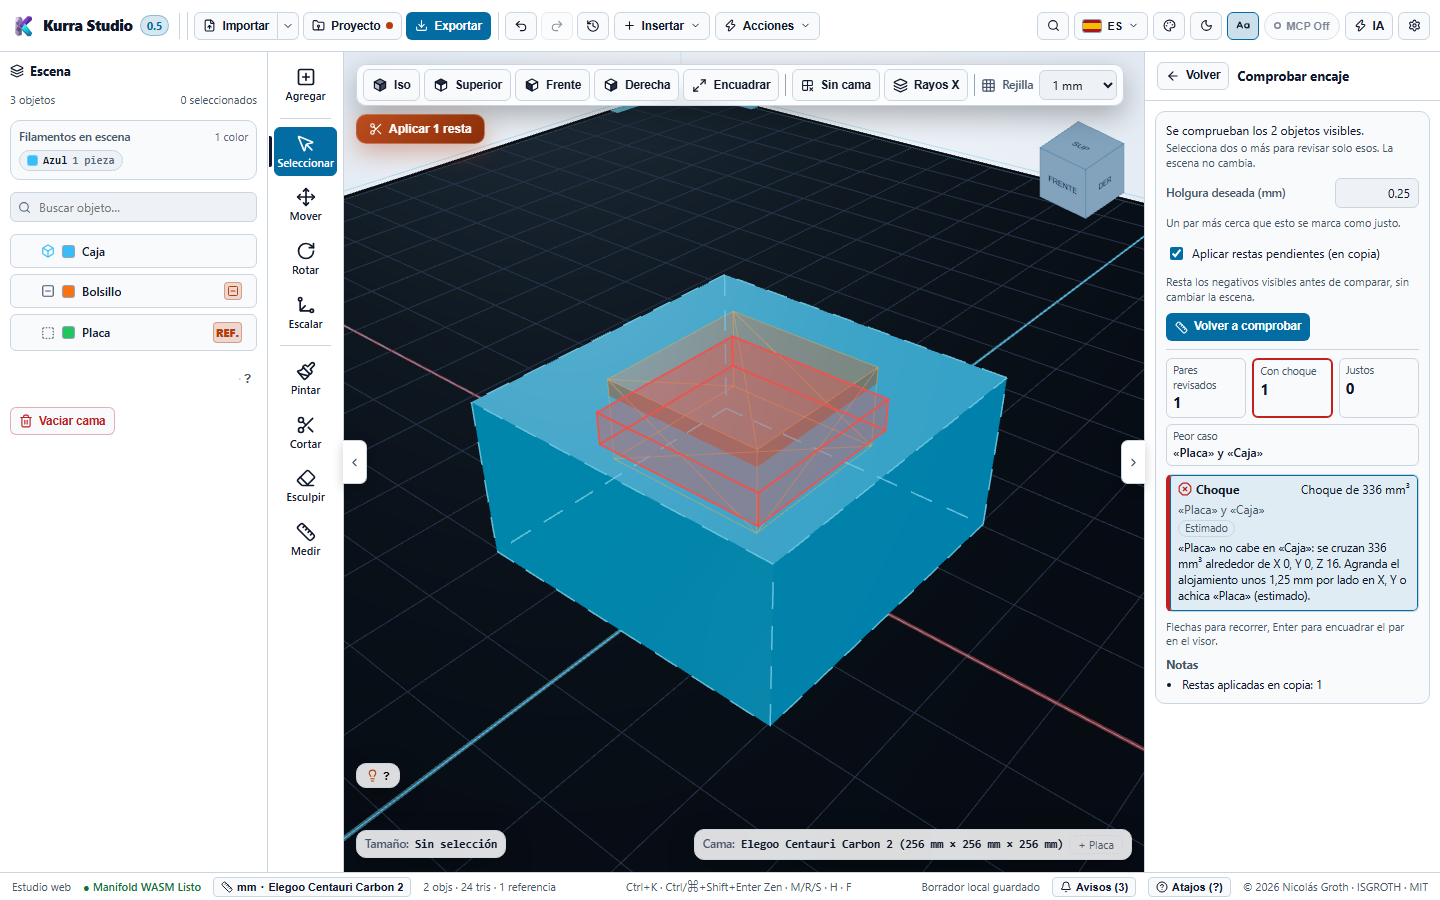 Kurra Studio 0.5
Importar
Proyecto
Exportar
Insertar
Acciones
ES
Aa
MCP Off
IA
Escena
3 objetos
0 seleccionados
Filamentos en escena
1 color
Azul 1 pieza
Buscar objeto...
Caja
Bolsillo
Placa
REF.
· ?
Vaciar cama
Agregar
Seleccionar
Mover
Rotar
Escalar
Pintar
Cortar
Esculpir
Medir
Iso
Superior
Frente
Derecha
Encuadrar
Sin cama
Rayos X
Rejilla
1 mm
Aplicar 1 resta
SUP
FRENTE
DER
?
Tamaño: Sin selección
Cama: Elegoo Centauri Carbon 2 (256 mm × 256 mm × 256 mm)
+ Placa
Volver
Comprobar encaje
Se comprueban los 2 objetos visibles.
Selecciona dos o más para revisar solo esos. La
escena no cambia.
Holgura deseada (mm)
0.25
Un par más cerca que esto se marca como justo.
Aplicar restas pendientes (en copia)
Resta los negativos visibles antes de comparar, sin
cambiar la escena.
Volver a comprobar
Pares
revisados
1
Con choque
1
Justos
0
Peor caso
«Placa» y «Caja»
Choque
Choque de 336 mm³
«Placa» y «Caja»
Estimado
«Placa» no cabe en «Caja»: se cruzan 336
mm³ alrededor de X 0, Y 0, Z 16. Agranda el
alojamiento unos 1,25 mm por lado en X, Y o
achica «Placa» (estimado).
Flechas para recorrer, Enter para encuadrar el par
en el visor.
Notas
• Restas aplicadas en copia: 1
Estudio web
● Manifold WASM Listo
mm · Elegoo Centauri Carbon 2
2 objs · 24 tris · 1 referencia
Ctrl+K · Ctrl/⌘+Shift+Enter Zen · M/R/S · H · F
Borrador local guardado
Avisos (3)
Atajos (?)
© 2026 Nicolás Groth · ISGROTH · MIT